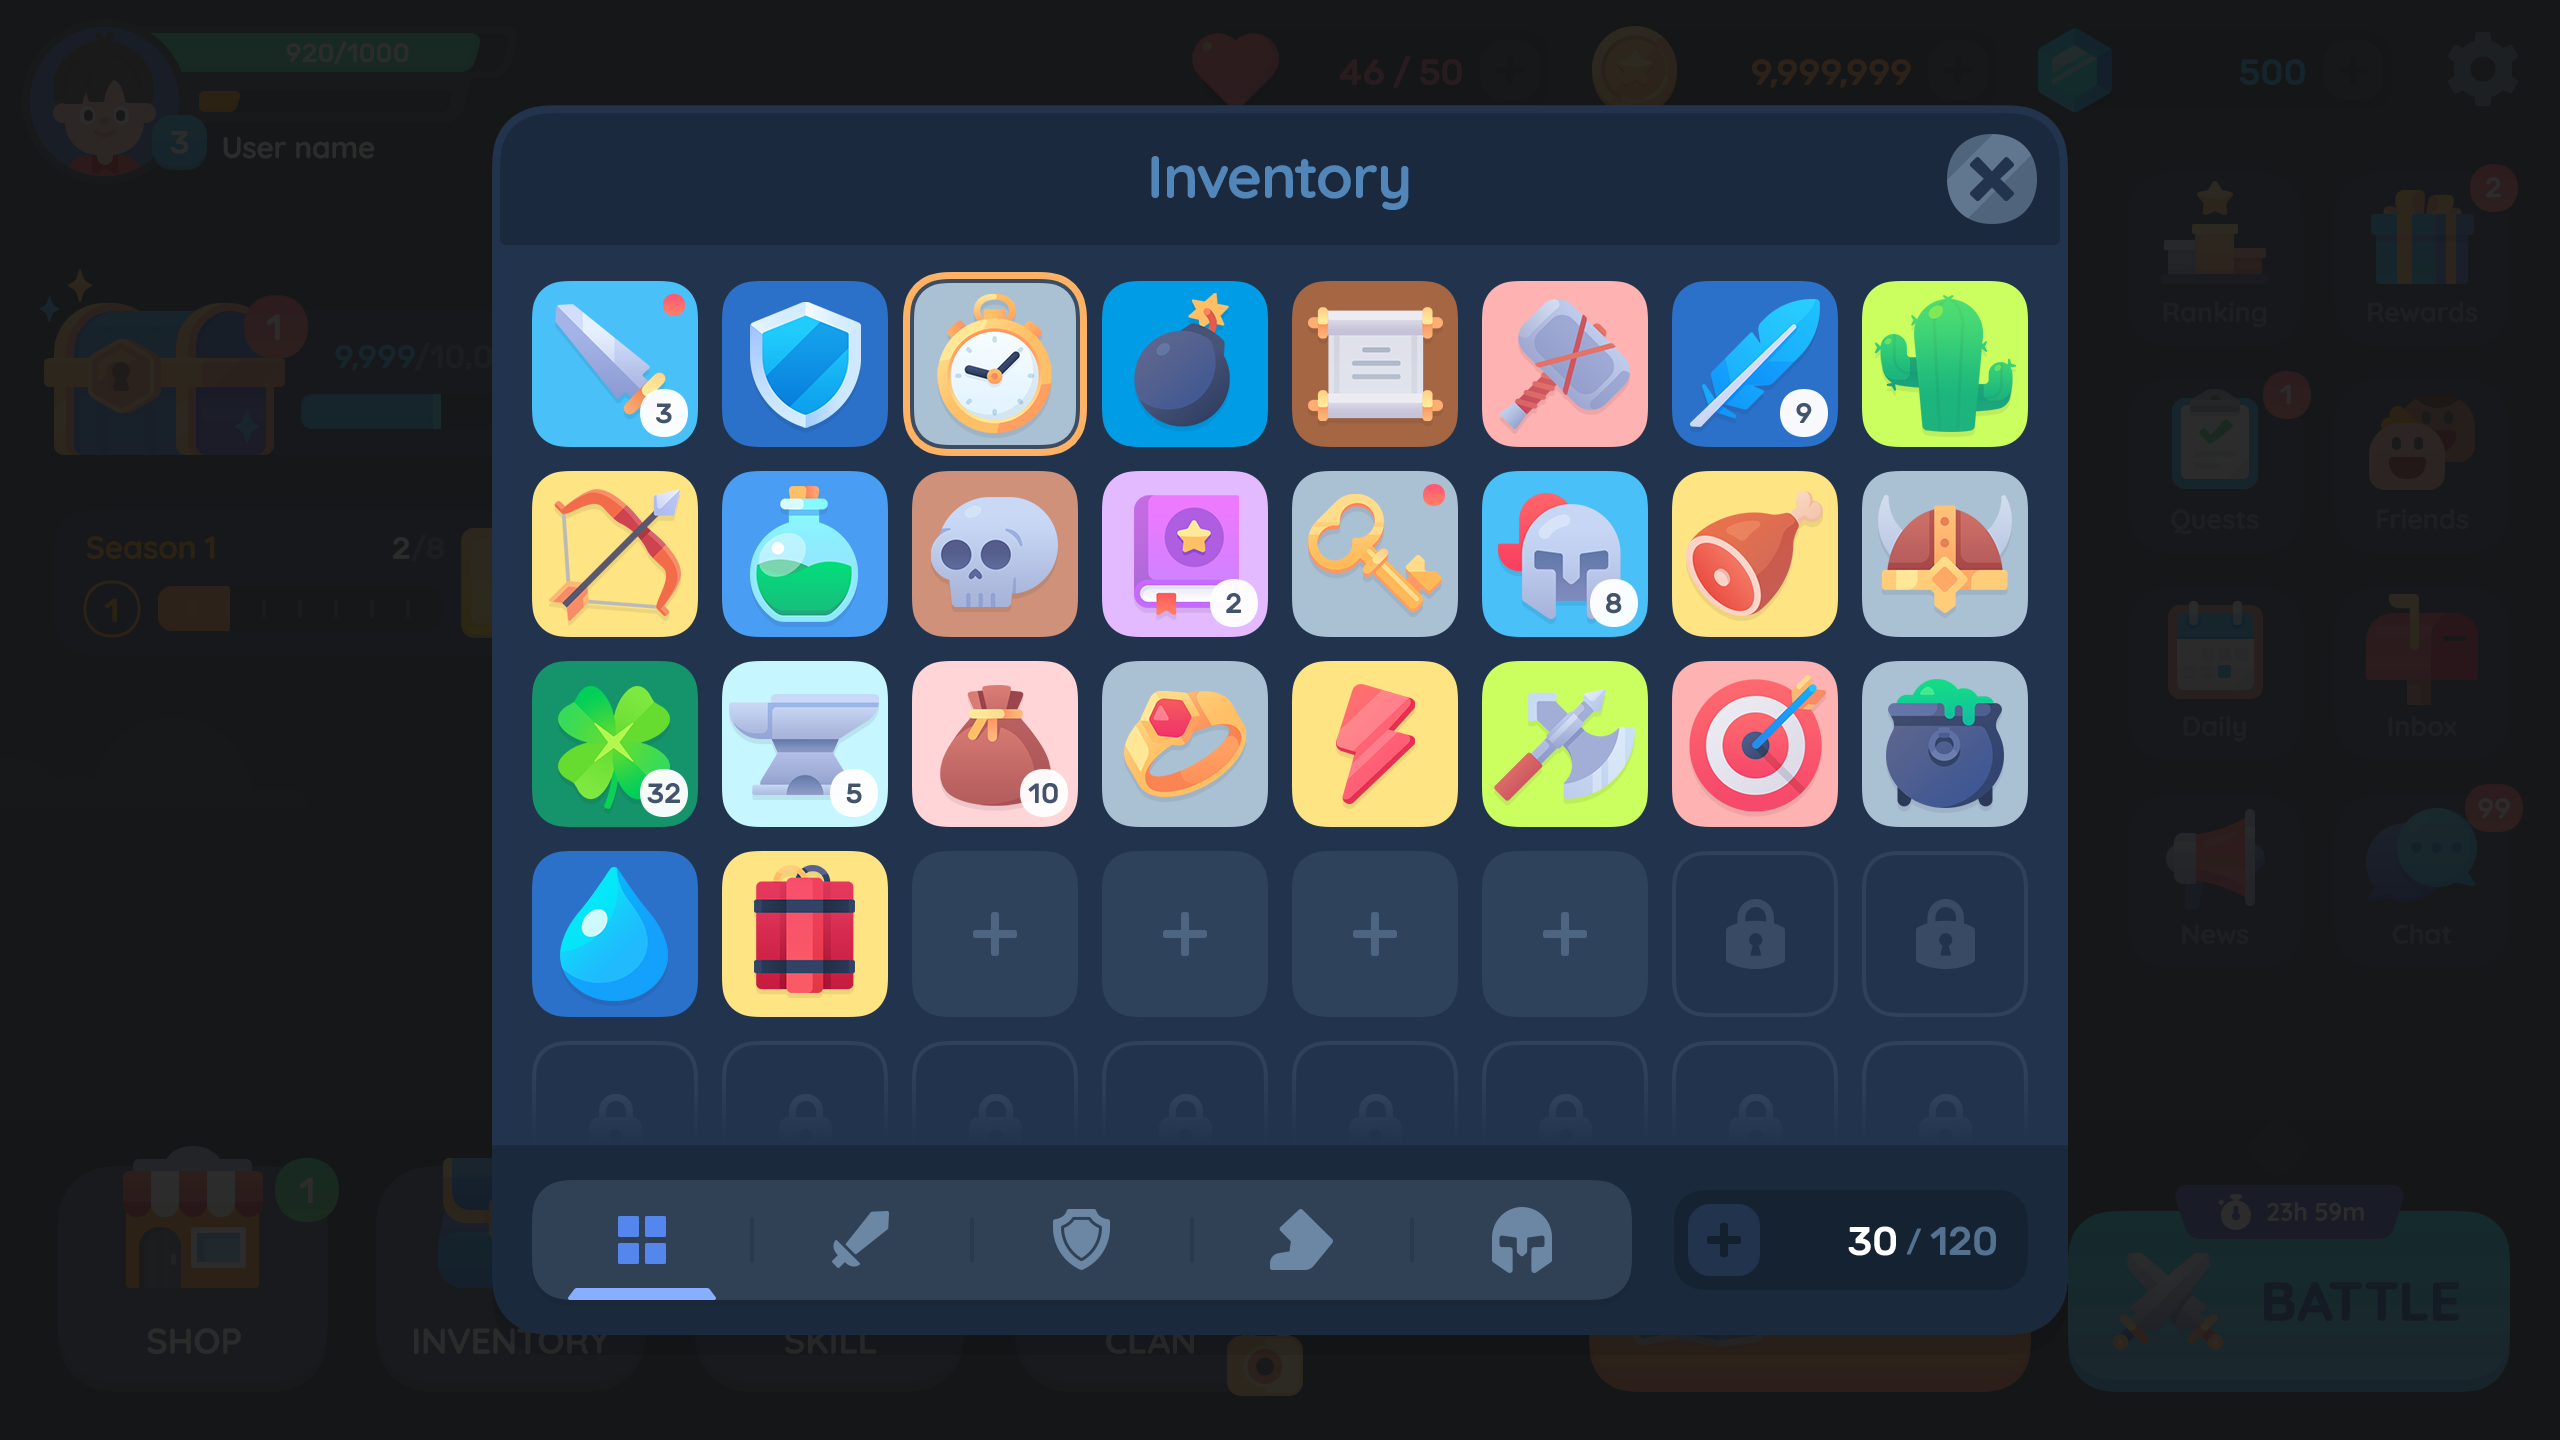 920/1000
46 / 50
9,999,999
500
3
User name
Inventory
2
Ranking
Rewards
1
9,999/10,0
3
9
1
Quests
Friends
Season 1
2/8
1
2
8
32
5
10
Daily
Inbox
99
News
Chat
1
SHOP
INVENTORY
SKILL
CLAN
30 / 120
23h 59m
BATTLE